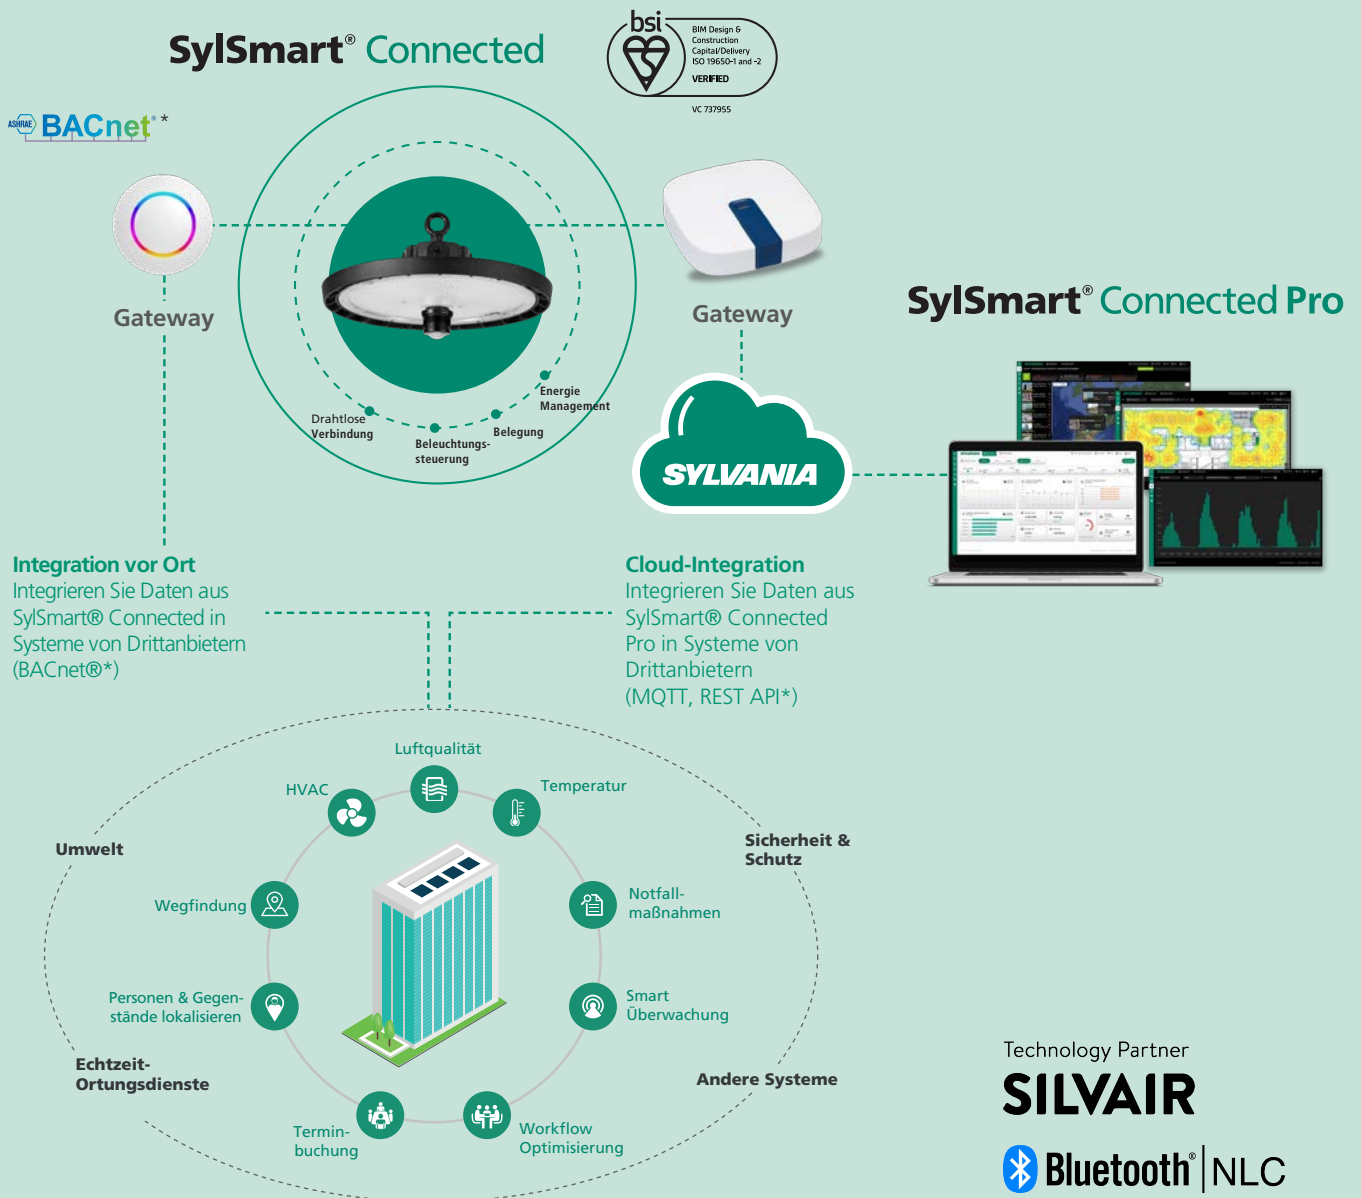 SylSmart® Connected
bsi
BIM Design &
Construction
Capital/Delivery
ISO 19650-1 and -2
VERIFIED
VC 737955
ASHRAE BACnet® *
Gateway
Gateway
SylSmart® Connected Pro
Energie
Management
Drahtlose
Verbindung
Belegung
Beleuchtungs-
steuerung
SYLVANIA
Integration vor Ort
Integrieren Sie Daten aus
SylSmart® Connected in
Systeme von Drittanbietern
(BACnet®*)
Cloud-Integration
Integrieren Sie Daten aus
SylSmart® Connected
Pro in Systeme von
Drittanbietern
(MQTT, REST API*)
Luftqualität
HVAC
Temperatur
Umwelt
Sicherheit &
Schutz
Wegfindung
Notfall-
maßnahmen
Personen & Gegen-
stände lokalisieren
Smart
Überwachung
Echtzeit-
Ortungsdienste
Andere Systeme
Termin-
buchung
Workflow
Optimisierung
Technology Partner
SILVAIR
Bluetooth® | NLC